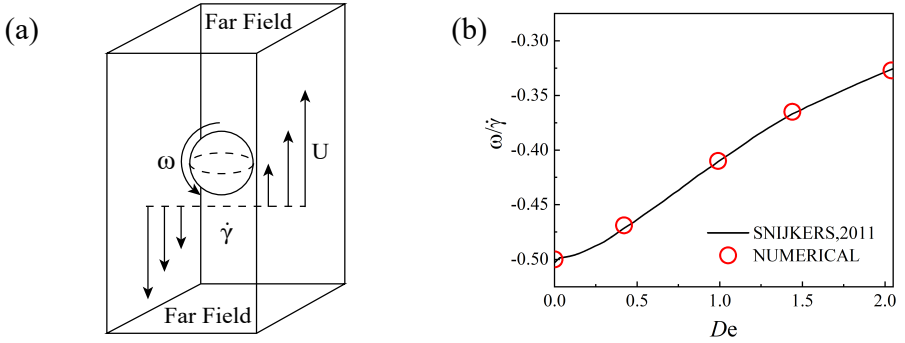 (a)
Far Field
ω
U
γ̇
Far Field
(b)
ω/γ̇
-0.30
-0.35
-0.40
-0.45
-0.50
SNIJKERS,2011
NUMERICAL
0.0
0.5
1.0
1.5
2.0
De